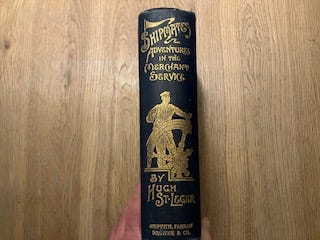 SHIPMATES
ADVENTURES
IN THE
MERCHANT
SERVICE
BY
HUGH
ST. LEGER
GRIFFITH, FARRAN
BROWNE & CO.